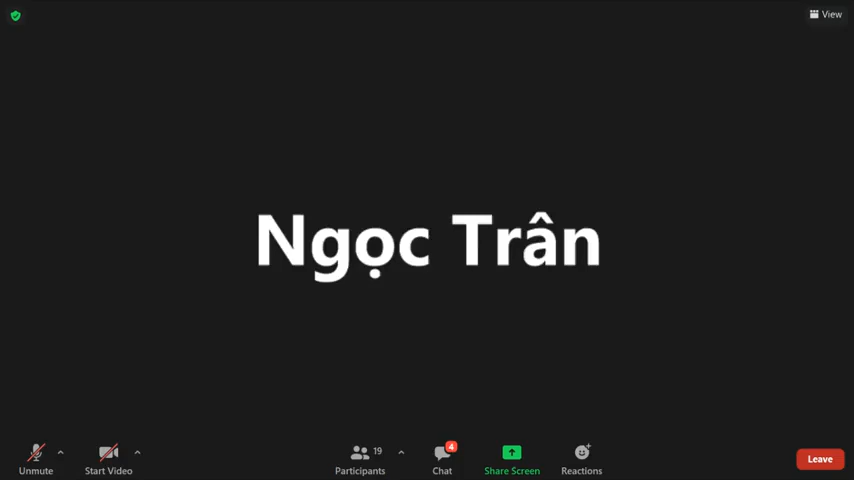 View
Ngọc Trân
Unmute
Start Video
19
Participants
4
Chat
Share Screen
Reactions
Leave